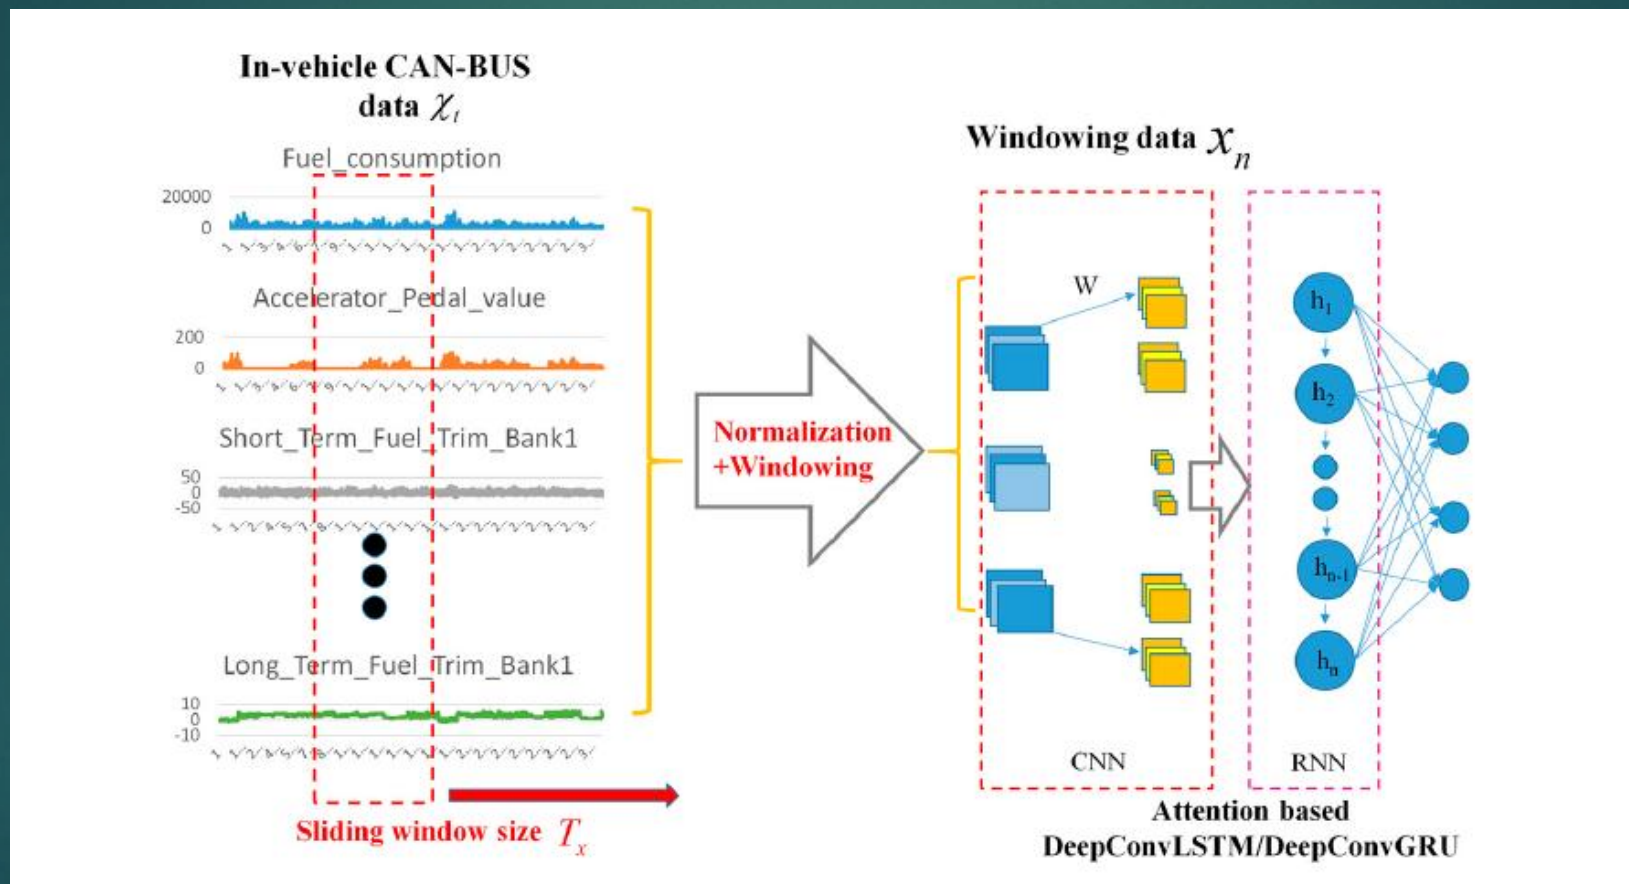 In-vehicle CAN-BUS
data χt
Fuel_consumption
20000
0
Accelerator_Pedal_value
200
0
Short_Term_Fuel_Trim_Bank1
50
0
-50
Long_Term_Fuel_Trim_Bank1
10
0
-10
Sliding window size Tx
Normalization
+Windowing
Windowing data xn
W
h1
h2
hn-1
hn
CNN
RNN
Attention based
DeepConvLSTM/DeepConvGRU